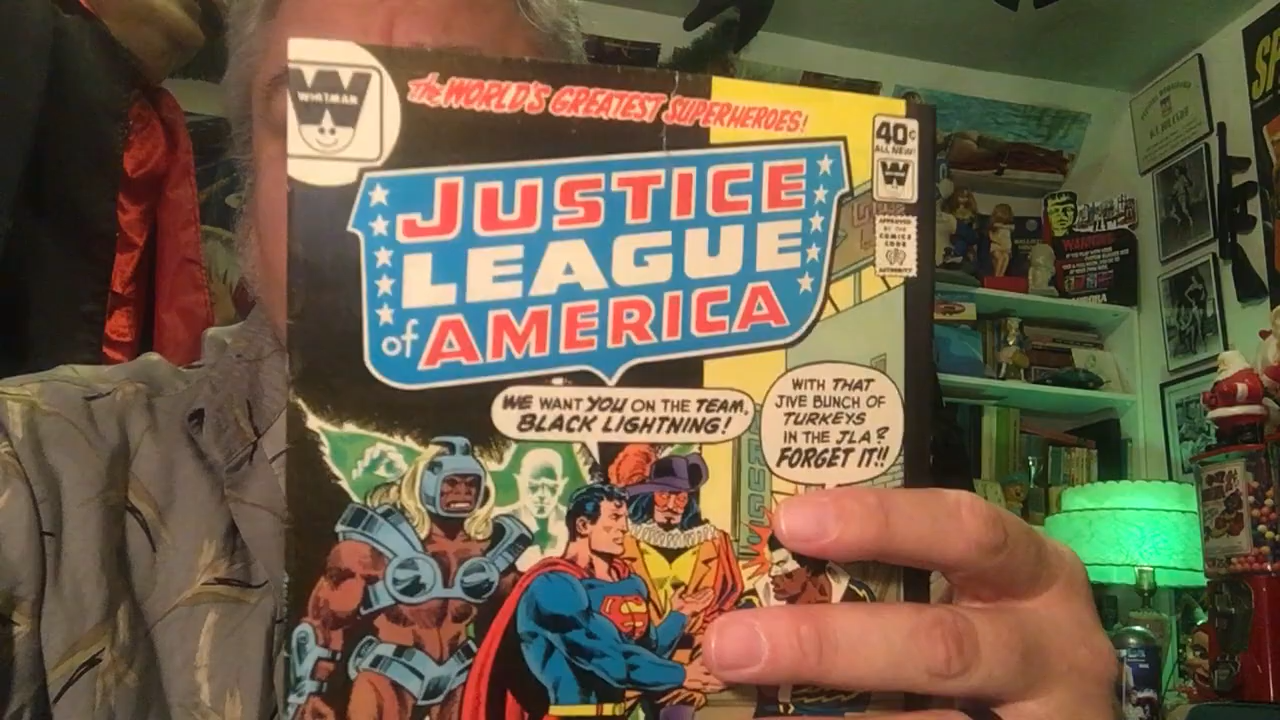 WHITMAN
W
the WORLD'S GREATEST SUPERHEROES!
40¢
ALL NEW!
W
APPROVED
BY THE
COMICS
CODE
AUTHORITY
JUSTICE
LEAGUE
of AMERICA
WE WANT YOU ON THE TEAM,
BLACK LIGHTNING!
WITH THAT
JIVE BUNCH OF
TURKEYS
IN THE JLA?
FORGET IT!!
S
WARNING